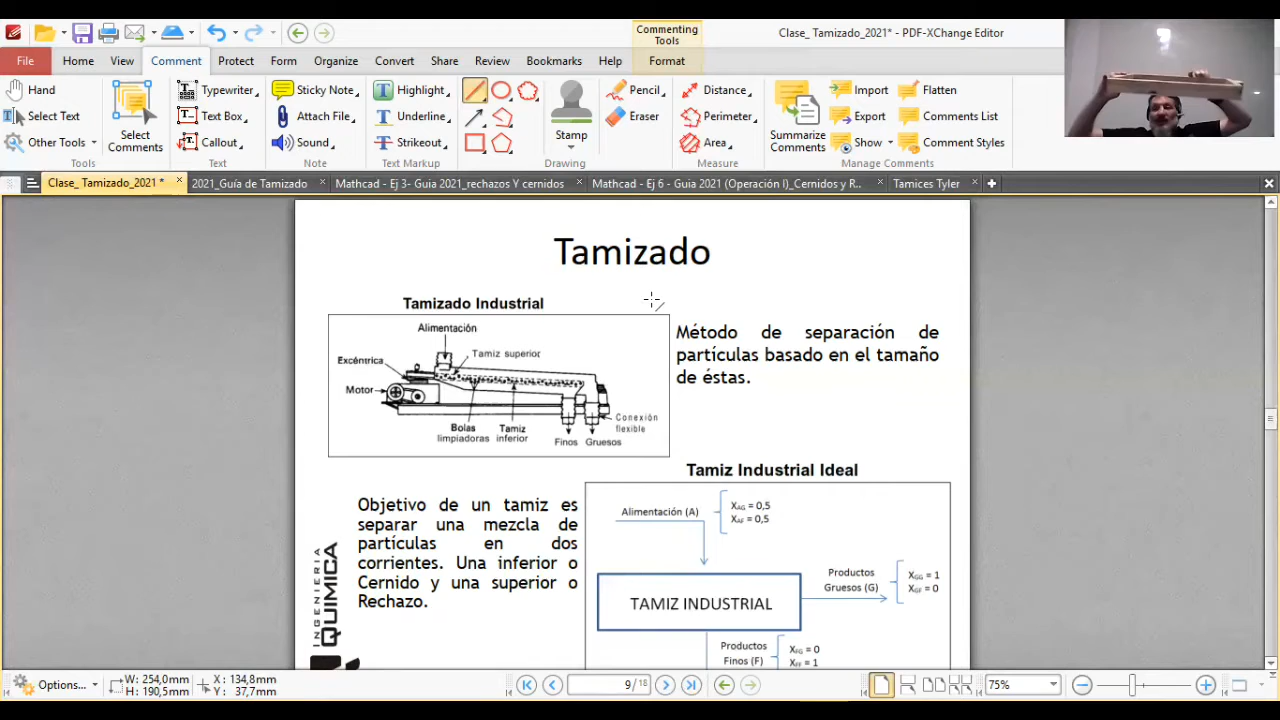 Commenting
Tools
Clase_ Tamizado_2021* - PDF-XChange Editor
File Home View Comment Protect Form Organize Convert Share Review Bookmarks Help Format
Hand
Select Text
Other Tools
Tools
Select
Comments
Typewriter
Text Box
Callout
Text
Sticky Note
Attach File
Sound
Note
Highlight
Underline
Strikeout
Text Markup
Pencil
Eraser
Drawing
Stamp
Distance
Perimeter
Area
Measure
Summarize
Comments
Import
Export
Show
Flatten
Comments List
Comment Styles
Manage Comments
Clase_ Tamizado_2021 *
2021_Guía de Tamizado
Mathcad - Ej 3- Guia 2021_rechazos Y cernidos
Mathcad - Ej 6 - Guia 2021 (Operación I)_Cernidos y R...
Tamices Tyler
Tamizado
Tamizado Industrial
Alimentación
Tamiz superior
Excéntrica
Motor
Bolas
limpiadoras
Tamiz
inferior
Finos
Gruesos
Conexión
flexible
Método de separación de
partículas basado en el tamaño
de éstas.
Objetivo de un tamiz es
separar una mezcla de
partículas en dos
corrientes. Una inferior o
Cernido y una superior o
Rechazo.
INGENIERIA
QUIMICA
Tamiz Industrial Ideal
Alimentación (A)
XAG = 0,5
XAF = 0,5
TAMIZ INDUSTRIAL
Productos
Gruesos (G)
XGG = 1
XGF = 0
Productos
Finos (F)
XFG = 0
XFF = 1
Options...
W: 254,0mm
H: 190,5mm
X: 134,8mm
Y: 37,7mm
9/18
75%